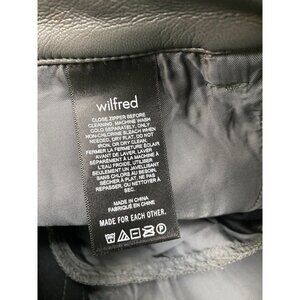 wilfred
CLOSE ZIPPER BEFORE
CLEANING. MACHINE WASH
COLD SEPARATELY, ONLY
NON-CHLORINE BLEACH WHEN
NEEDED, DRY FLAT, DO NOT
IRON, OR DRY CLEAN.
FERMER LA FERMETURE ÉCLAIR
AVANT DE LAVER. LAVER
SÉPARÉMENT À LA MACHINE À
L'EAU FROIDE, UTILISER
SEULEMENT UN JAVELLISANT
SANS CHLORE AU BESOIN,
SÉCHER À PLAT, NE PAS
REPASSER, OU NETTOYER À
SEC.
MADE IN CHINA
FABRIQUÉ EN CHINE
MADE FOR EACH OTHER.